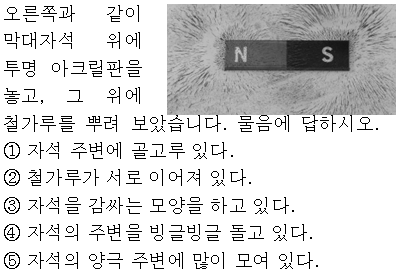 오른쪽과 같이
막대자석 위에
투명 아크릴판을
놓고, 그 위에
N S
철가루를 뿌려 보았습니다. 물음에 답하시오.
① 자석 주변에 골고루 있다.
② 철가루가 서로 이어져 있다.
③ 자석을 감싸는 모양을 하고 있다.
④ 자석의 주변을 빙글빙글 돌고 있다.
⑤ 자석의 양극 주변에 많이 모여 있다.